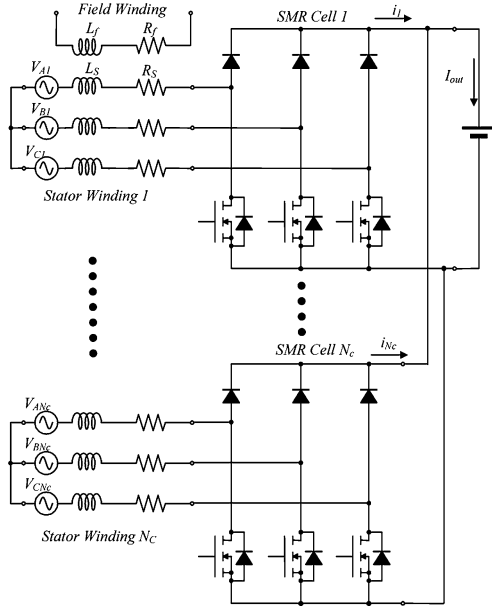 Field Winding
L_f
R_f
SMR Cell 1
i_1
V_A1
L_S
R_S
I_out
V_B1
V_C1
Stator Winding 1
SMR Cell N_c
i_Nc
V_ANc
V_BNc
V_CNc
Stator Winding N_C